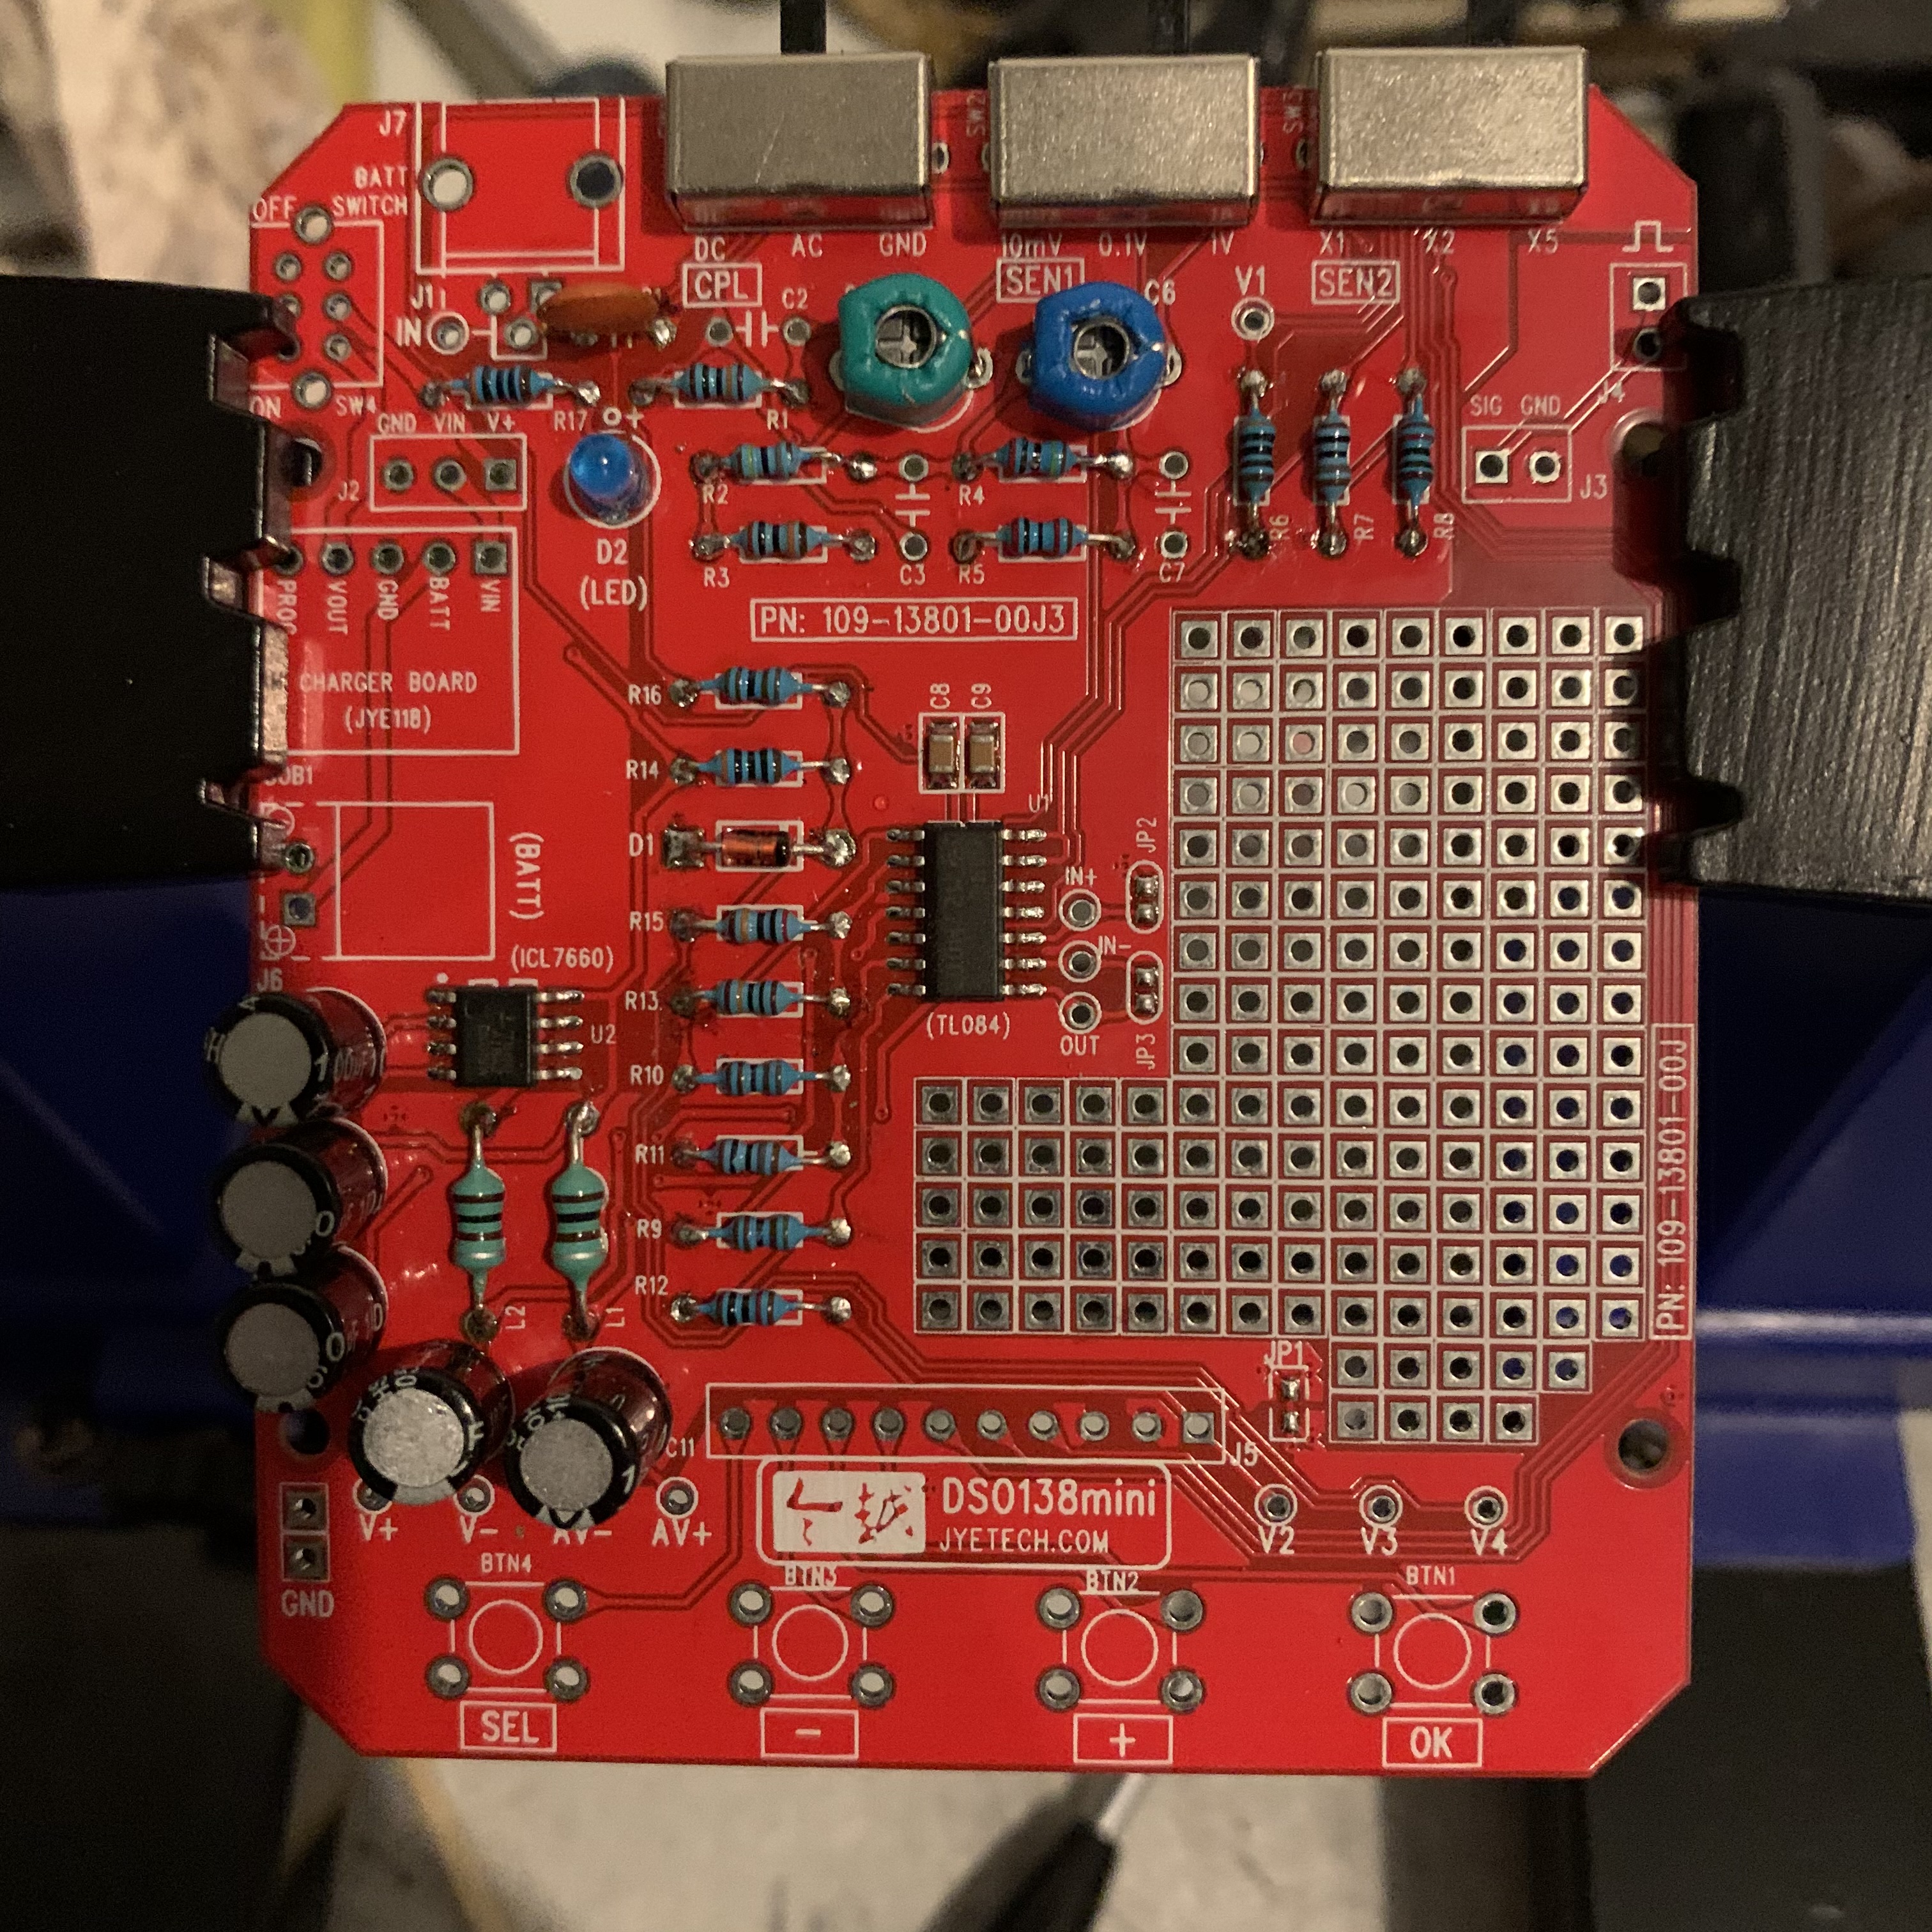 J7
BATT
SWITCH
OFF
SW2
SW3
DC AC GND
CPL
10mV 0.1V 1V
SEN1
X1 X2 X5
SEN2
J1
IN
C2
C6
V1
ON
SW4
GND VIN V+
R17
+
R1
J2
SIG GND
J4
J3
R2
R4
R6
R7
R8
D2
(LED)
R3
C3
R5
C7
PROG
VOUT
GND
BATT
VIN
PN: 109-13801-00J3
CHARGER BOARD
(JYE118)
R16
C8
C9
R14
U1
D1
JP2
(BATT)
IN+
R15
IN-
(ICL7660)
J6
R13
U2
(TL084)
OUT
JP3
R10
R11
R9
R12
L2
L1
PN: 109-13801-00J
JP1
C11
J5
DSO138mini
JYETECH.COM
V+ V- AV- AV+
V2 V3 V4
GND
BTN4 BTN3 BTN2 BTN1
SEL - + OK